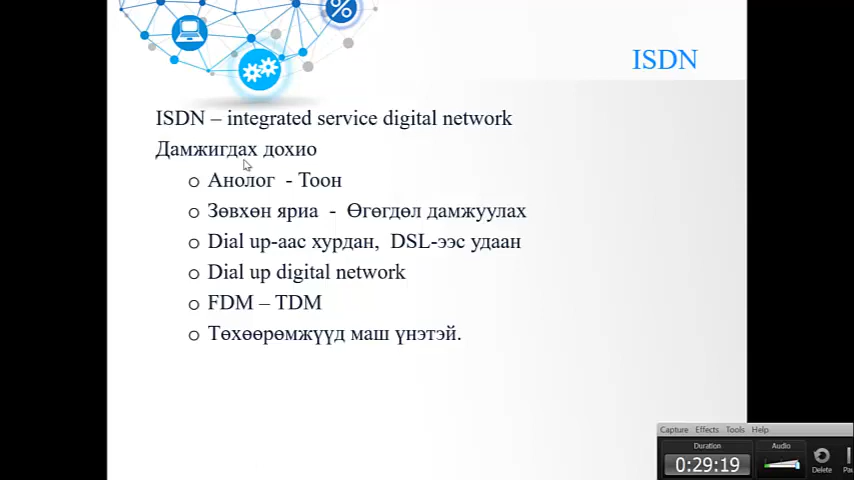 %
ISDN
ISDN – integrated service digital network
Дамжигдах дохио
o Анолог - Тоон
o Зөвхөн яриа - Өгөгдөл дамжуулах
o Dial up-аас хурдан, DSL-ээс удаан
o Dial up digital network
o FDM – TDM
o Төхөөрөмжүүд маш үнэтэй.
Capture Effects Tools Help
Duration Audio
0:29:19
Delete